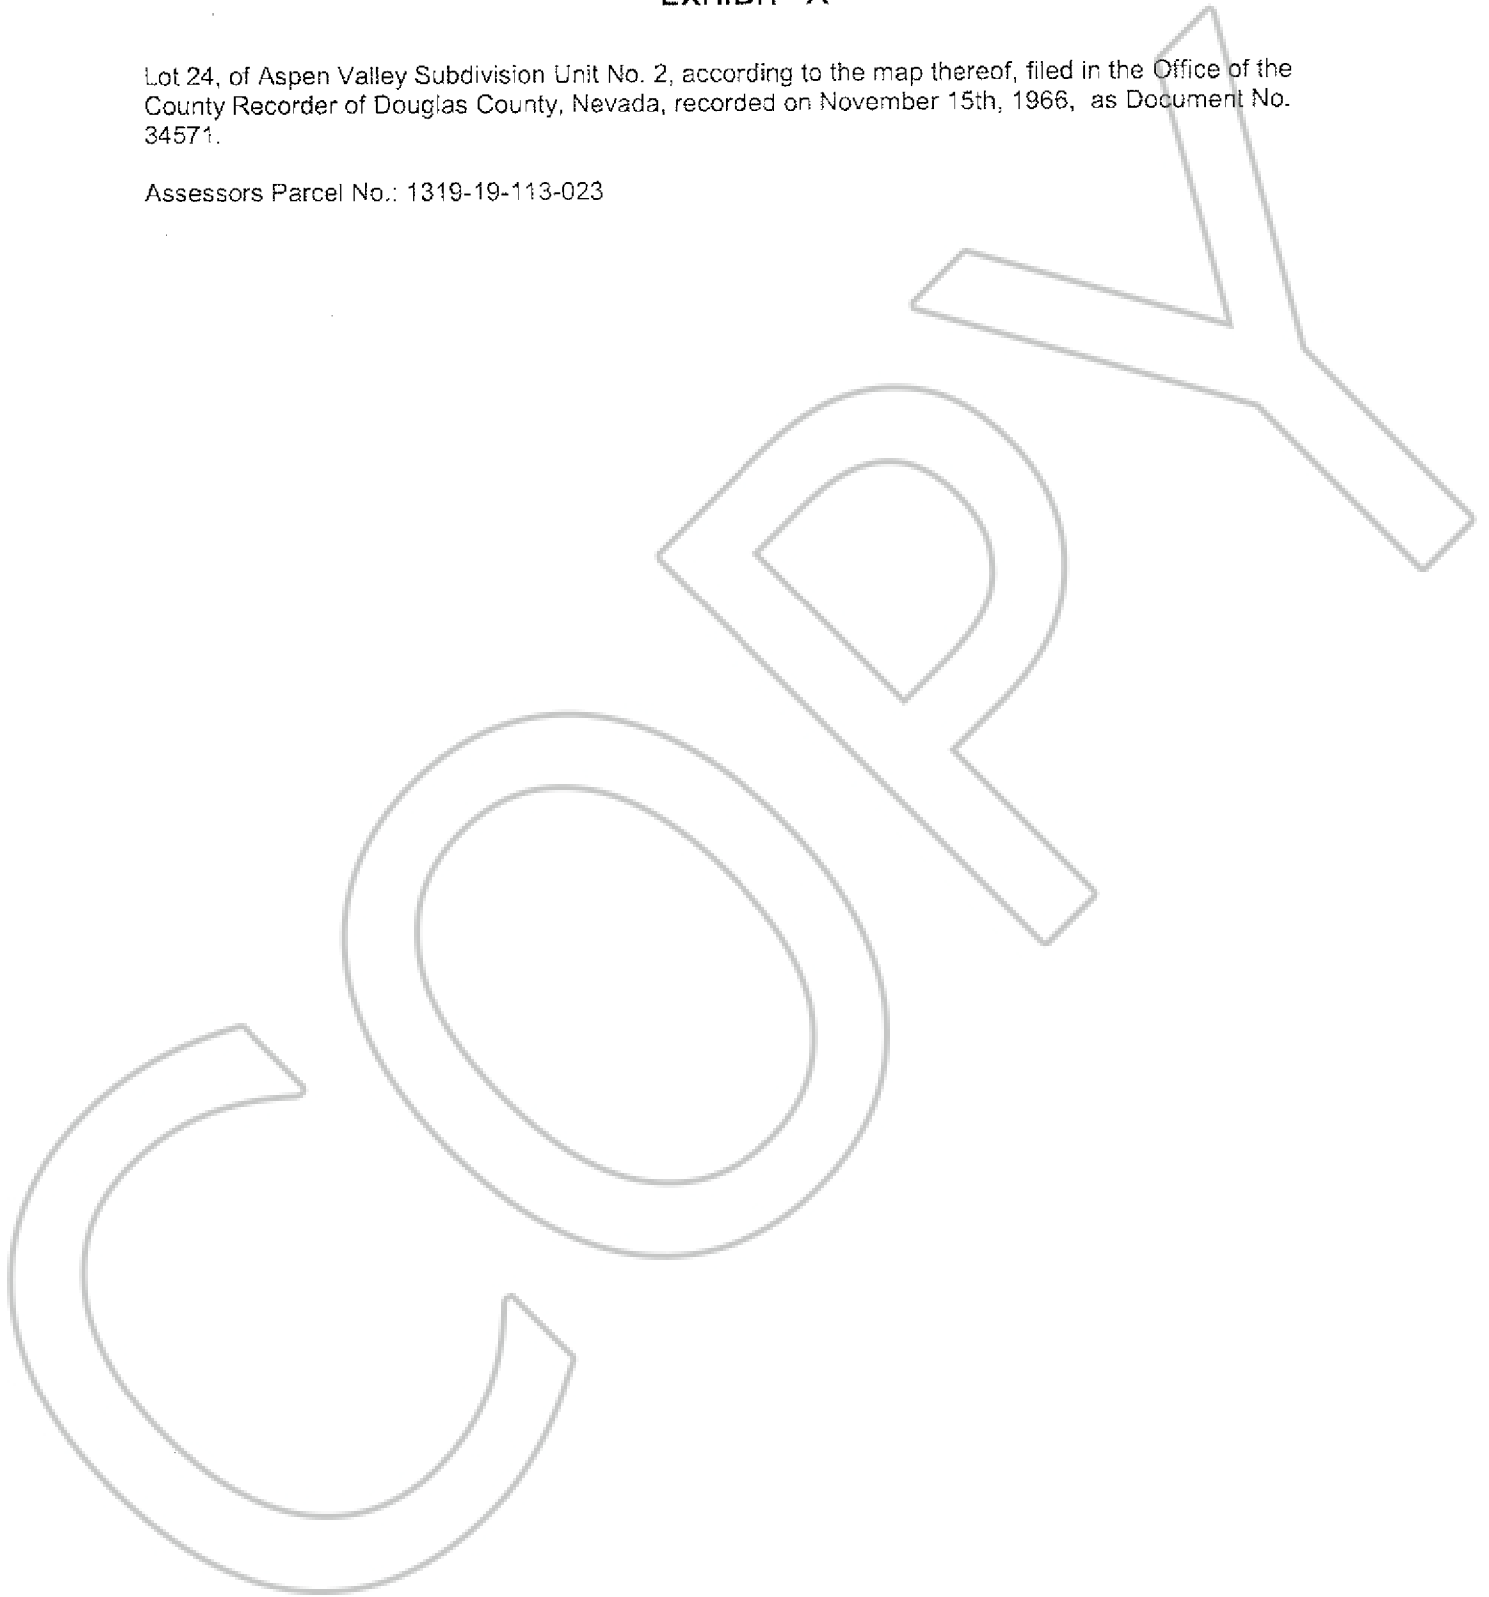 EXHIBIT "A"
Lot 24, of Aspen Valley Subdivision Unit No. 2, according to the map thereof, filed in the Office of the
County Recorder of Douglas County, Nevada, recorded on November 15th, 1966, as Document No.
34571.
Assessors Parcel No.: 1319-19-113-023
COPY